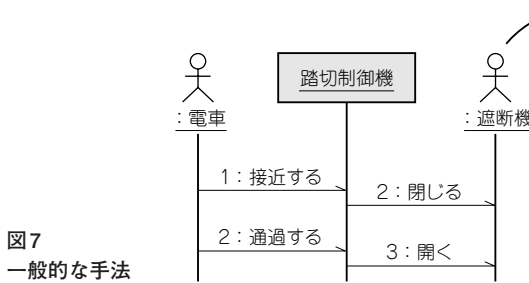 踏切制御機
：電車
：遮断機
1：接近する
2：閉じる
2：通過する
3：開く
図7
一般的な手法